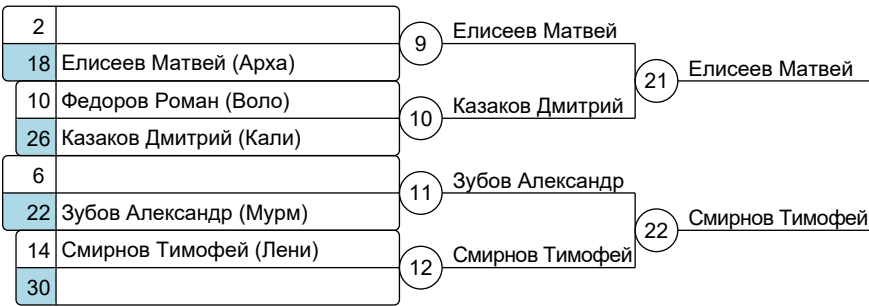 2
18 Елисеев Матвей (Арха)
9 Елисеев Матвей
10 Федоров Роман (Воло)
26 Казаков Дмитрий (Кали)
10 Казаков Дмитрий
21 Елисеев Матвей
6
22 Зубов Александр (Мурм)
11 Зубов Александр
14 Смирнов Тимофей (Лени)
30
12 Смирнов Тимофей
22 Смирнов Тимофей